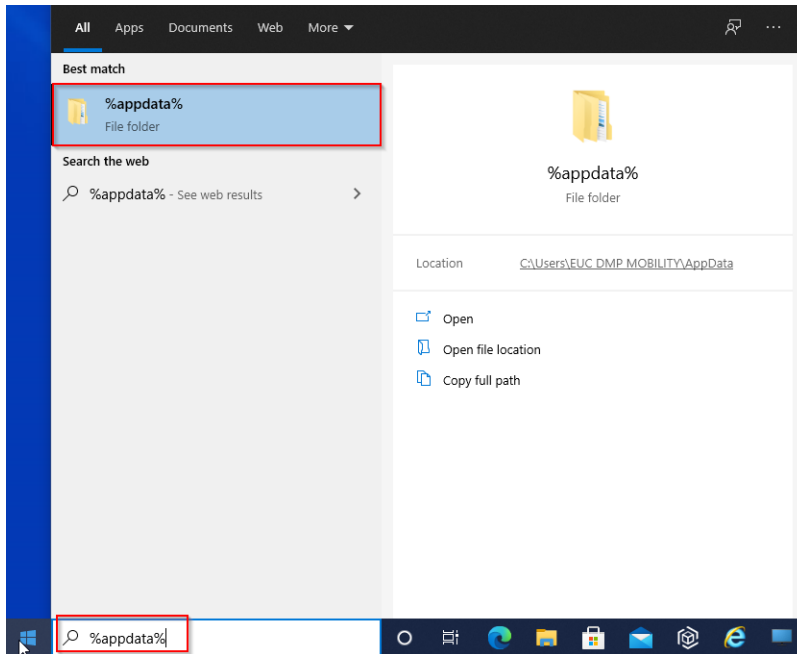 All Apps Documents Web More
Best match
%appdata%
File folder
Search the web
%appdata% - See web results
%appdata%
File folder
Location C:\Users\EUC DMP MOBILITY\AppData
Open
Open file location
Copy full path
%appdata%